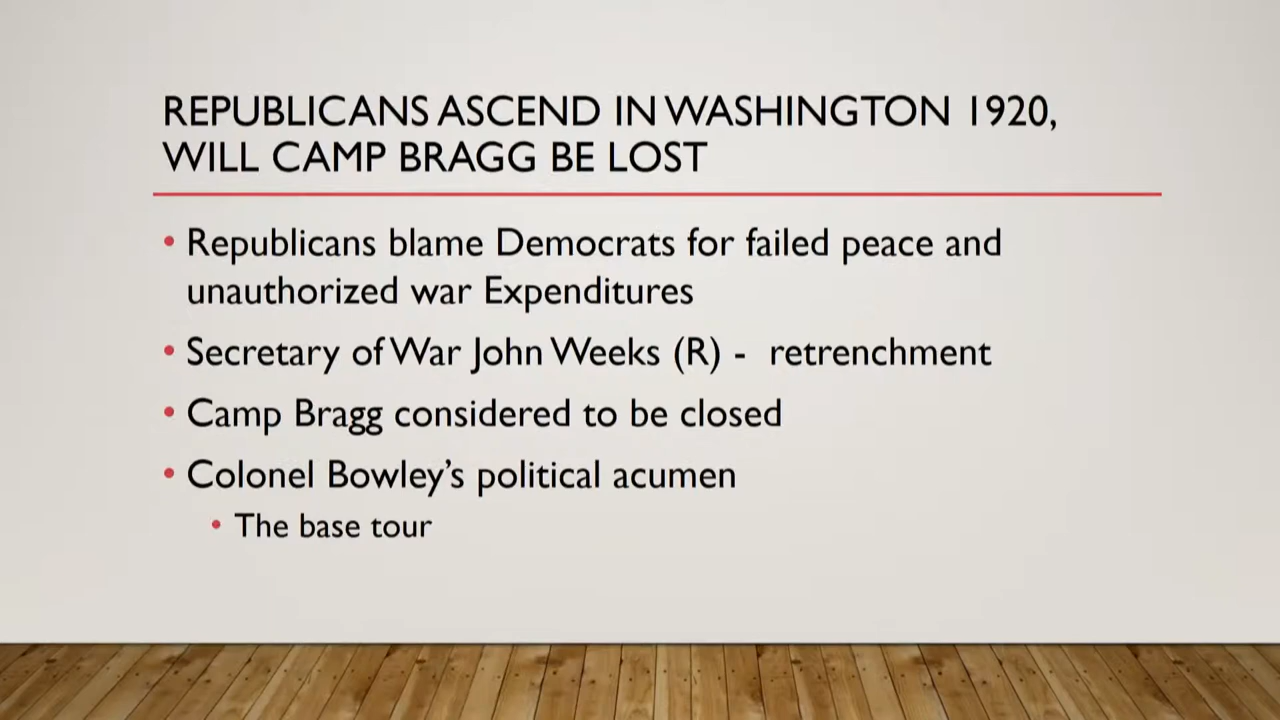 REPUBLICANS ASCEND IN WASHINGTON 1920,
WILL CAMP BRAGG BE LOST
• Republicans blame Democrats for failed peace and
unauthorized war Expenditures
• Secretary of War John Weeks (R) - retrenchment
• Camp Bragg considered to be closed
• Colonel Bowley’s political acumen
• The base tour